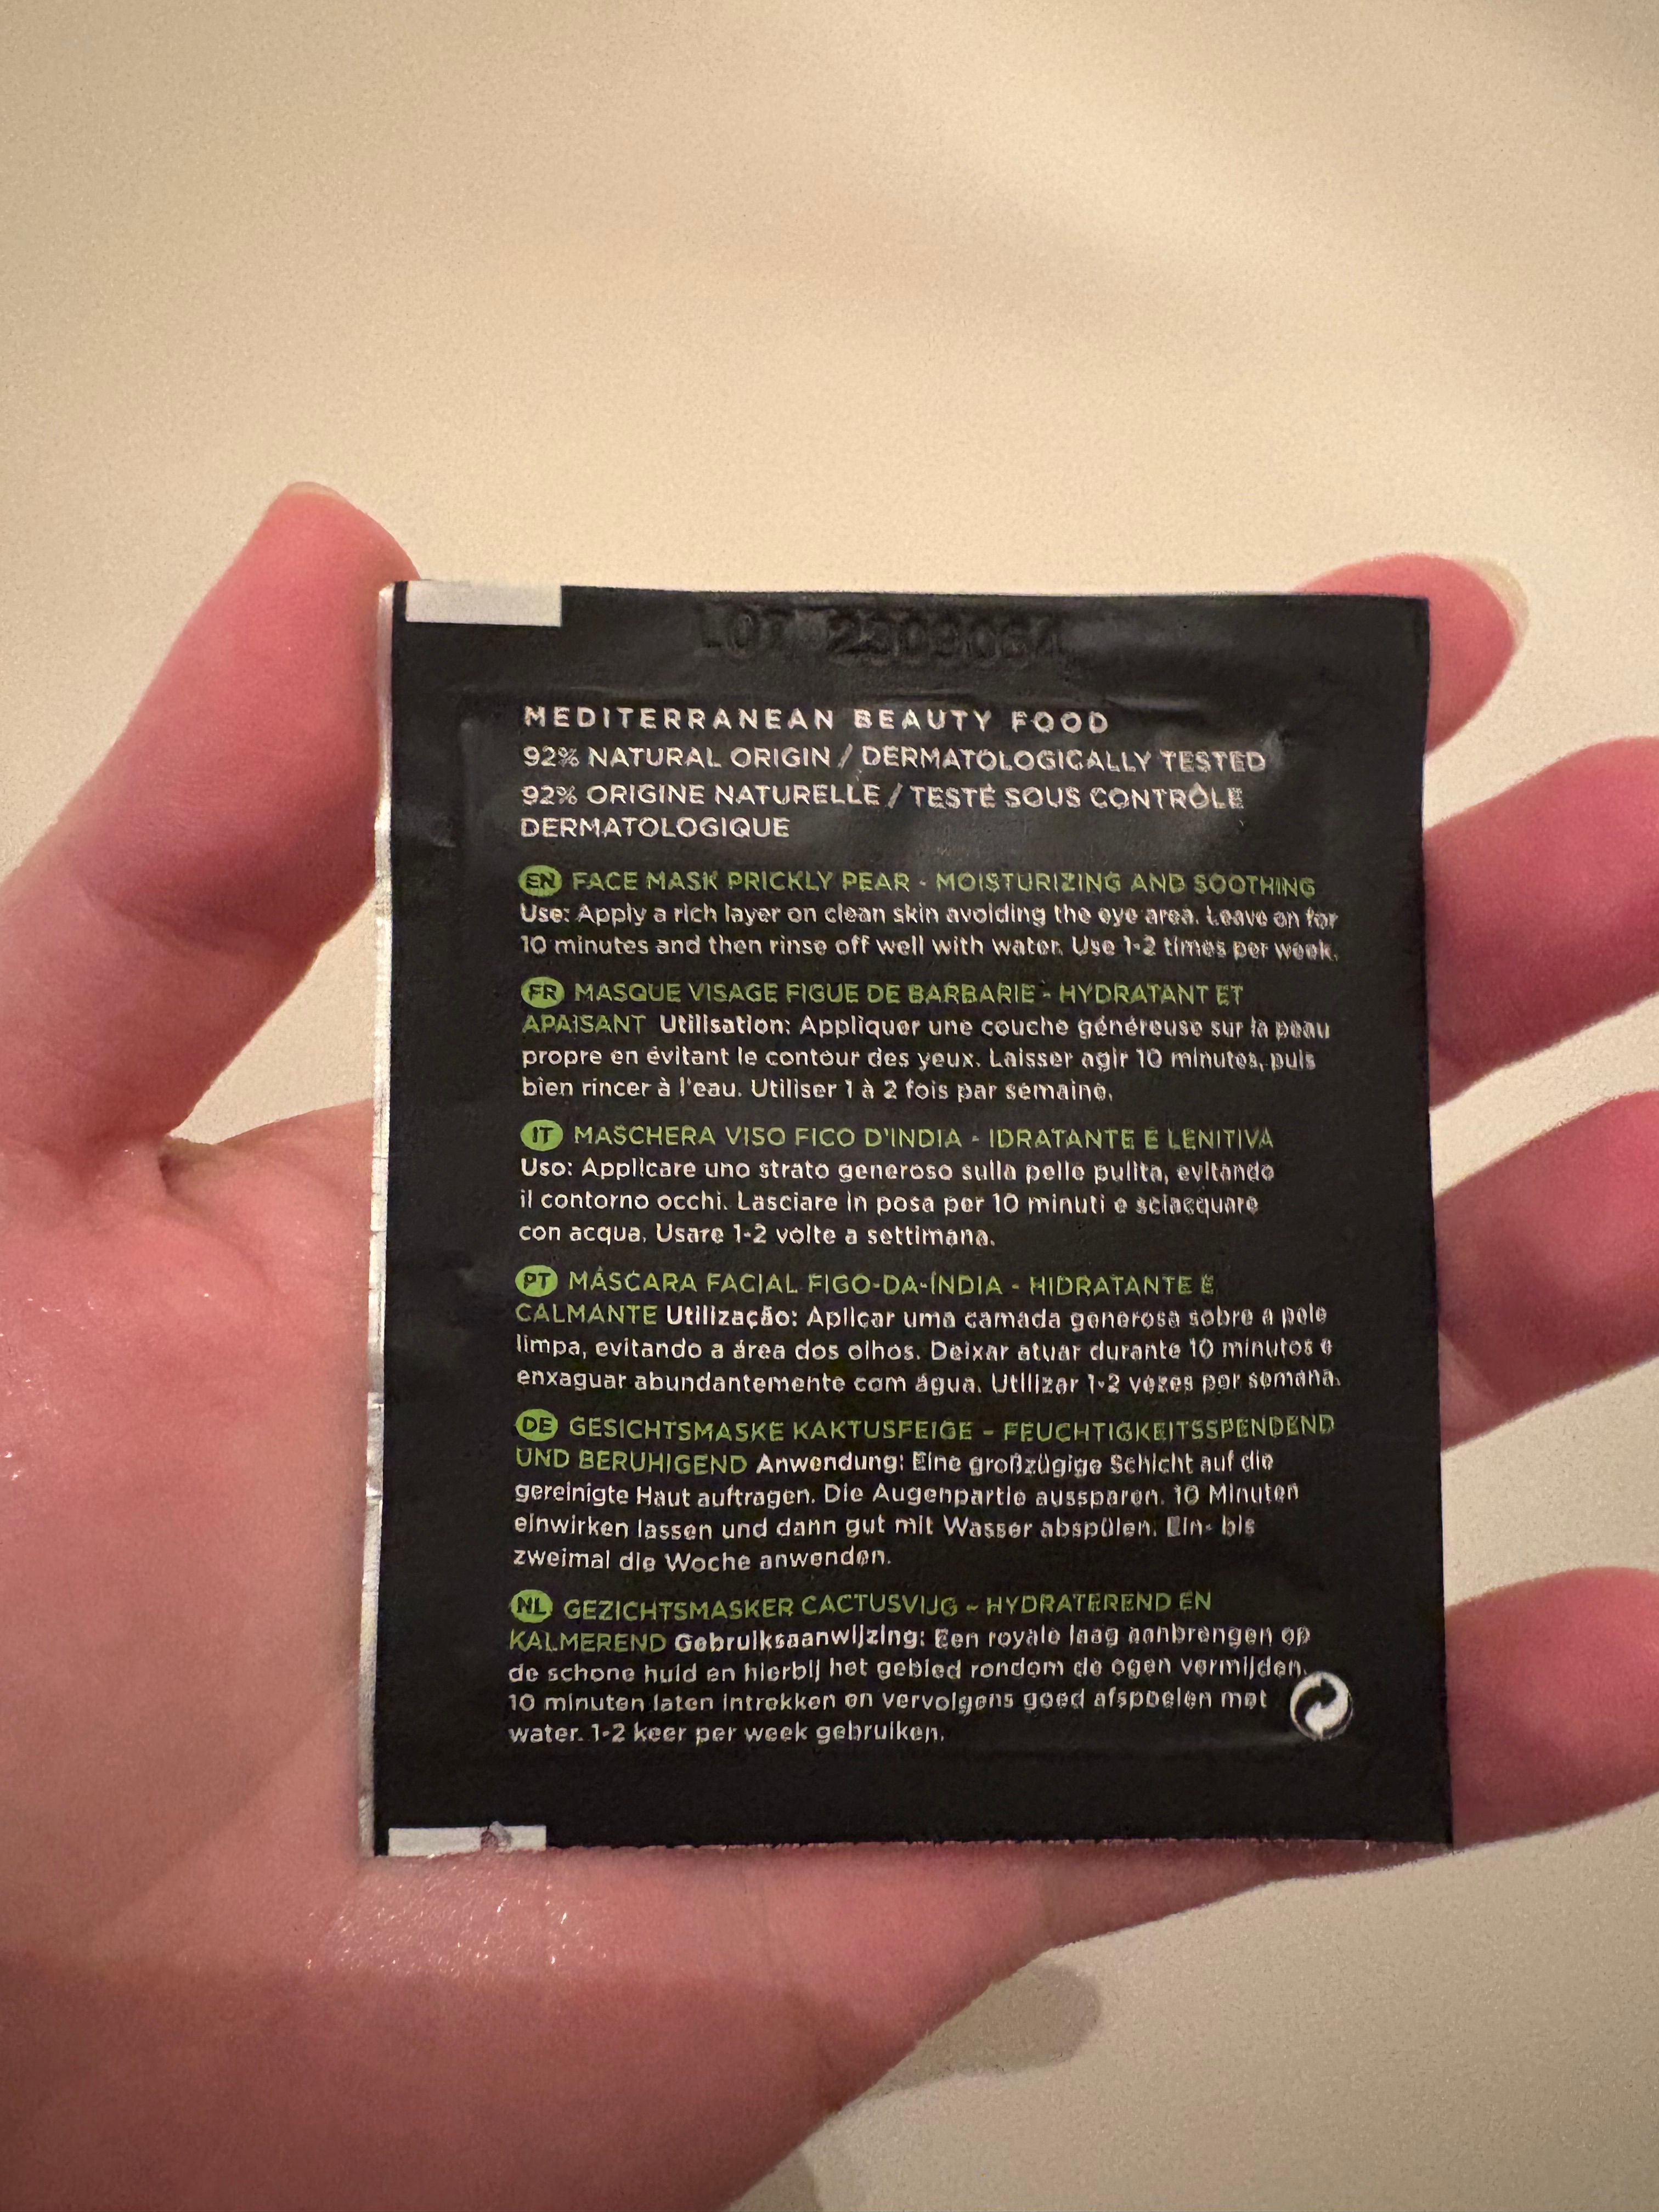 LOT 2309064
MEDITERRANEAN BEAUTY FOOD
92% NATURAL ORIGIN / DERMATOLOGICALLY TESTED
92% ORIGINE NATURELLE / TESTÉ SOUS CONTRÔLE
DERMATOLOGIQUE
EN FACE MASK PRICKLY PEAR - MOISTURIZING AND SOOTHING
Use: Apply a rich layer on clean skin avoiding the eye area. Leave on for
10 minutes and then rinse off well with water. Use 1-2 times per week.
FR MASQUE VISAGE FIGUE DE BARBARIE - HYDRATANT ET
APAISANT Utilisation: Appliquer une couche généreuse sur la peau
propre en évitant le contour des yeux. Laisser agir 10 minutes, puis
bien rincer à l'eau. Utiliser 1 à 2 fois par semaine.
IT MASCHERA VISO FICO D'INDIA - IDRATANTE E LENITIVA
Uso: Applicare uno strato generoso sulla pelle pulita, evitando
il contorno occhi. Lasciare in posa per 10 minuti e sciacquare
con acqua. Usare 1-2 volte a settimana.
PT MÁSCARA FACIAL FIGO-DA-ÍNDIA - HIDRATANTE E
CALMANTE Utilização: Aplicar uma camada generosa sobre a pele
limpa, evitando a área dos olhos. Deixar atuar durante 10 minutos e
enxaguar abundantemente com água. Utilizar 1-2 vezes por semana.
DE GESICHTSMASKE KAKTUSFEIGE – FEUCHTIGKEITSSPENDEND
UND BERUHIGEND Anwendung: Eine großzügige Schicht auf die
gereinigte Haut auftragen. Die Augenpartie aussparen. 10 Minuten
einwirken lassen und dann gut mit Wasser abspülen. Ein- bis
zweimal die Woche anwenden.
NL GEZICHTSMASKER CACTUSVIJG – HYDRATEREND EN
KALMEREND Gebruiksaanwijzing: Een royale laag aanbrengen op
de schone huid en hierbij het gebied rondom de ogen vermijden.
10 minuten laten intrekken en vervolgens goed afspoelen met
water. 1-2 keer per week gebruiken.